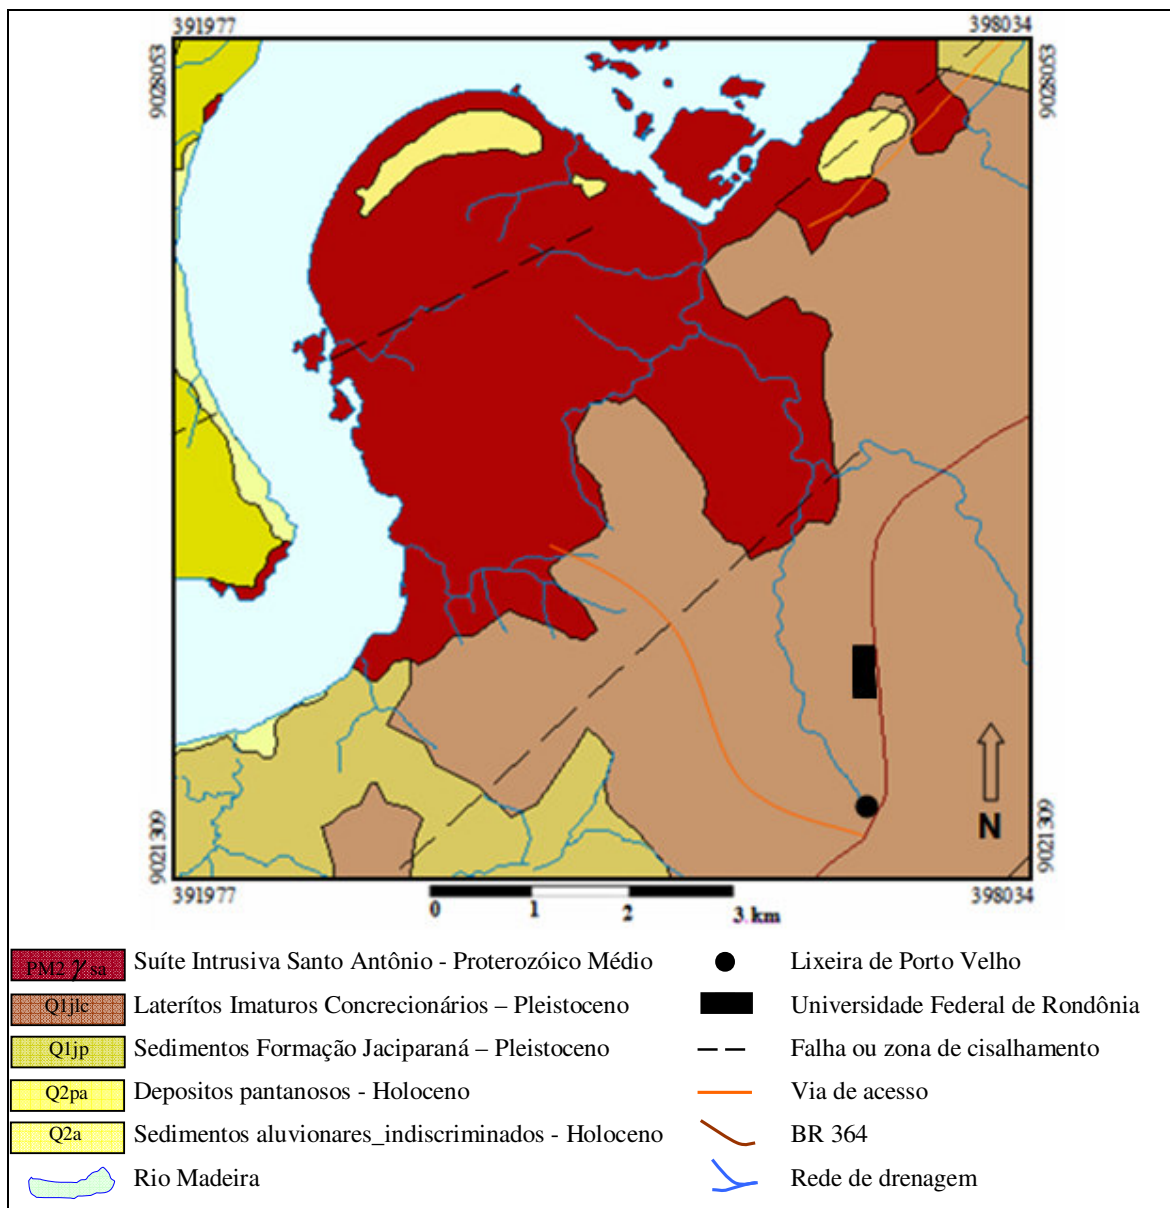 391977
398034
9028053
9028053
N
9021309
9021309
391977
398034
0
1
2
3 km
PM2 γ sa
Suíte Intrusiva Santo Antônio - Proterozóico Médio
Lixeira de Porto Velho
Q1jlc
Laterítos Imaturos Concrecionários – Pleistoceno
Universidade Federal de Rondônia
Q1jp
Sedimentos Formação Jaciparaná – Pleistoceno
Falha ou zona de cisalhamento
Q2pa
Depositos pantanosos - Holoceno
Via de acesso
Q2a
Sedimentos aluvionares_indiscriminados - Holoceno
BR 364
Rio Madeira
Rede de drenagem